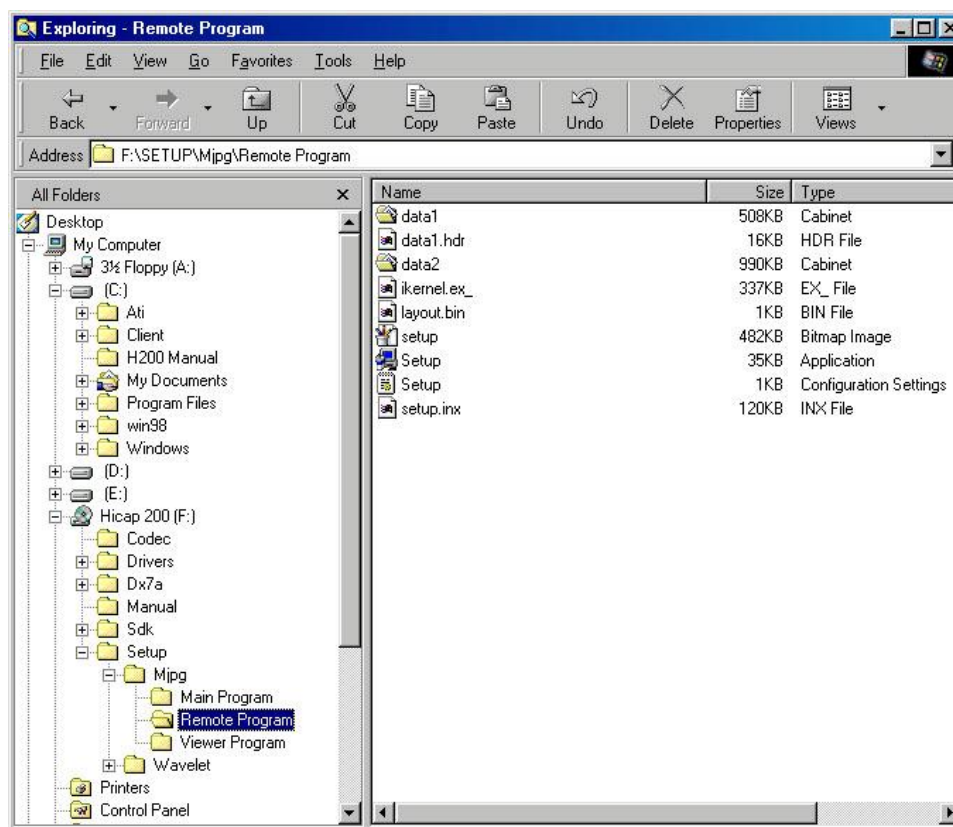 Exploring - Remote Program
File Edit View Go Favorites Tools Help
Back Forward Up Cut Copy Paste Undo Delete Properties Views
Address F:\SETUP\Mjpg\Remote Program
All Folders
Desktop
My Computer
3½ Floppy (A:)
(C:)
Ati
Client
H200 Manual
My Documents
Program Files
win98
Windows
(D:)
(E:)
Hicap 200 (F:)
Codec
Drivers
Dx7a
Manual
Sdk
Setup
Mjpg
Main Program
Remote Program
Viewer Program
Wavelet
Printers
Control Panel
Name Size Type
data1 508KB Cabinet
data1.hdr 16KB HDR File
data2 990KB Cabinet
ikernel.ex_ 337KB EX_ File
layout.bin 1KB BIN File
setup 482KB Bitmap Image
Setup 35KB Application
Setup 1KB Configuration Settings
setup.inx 120KB INX File